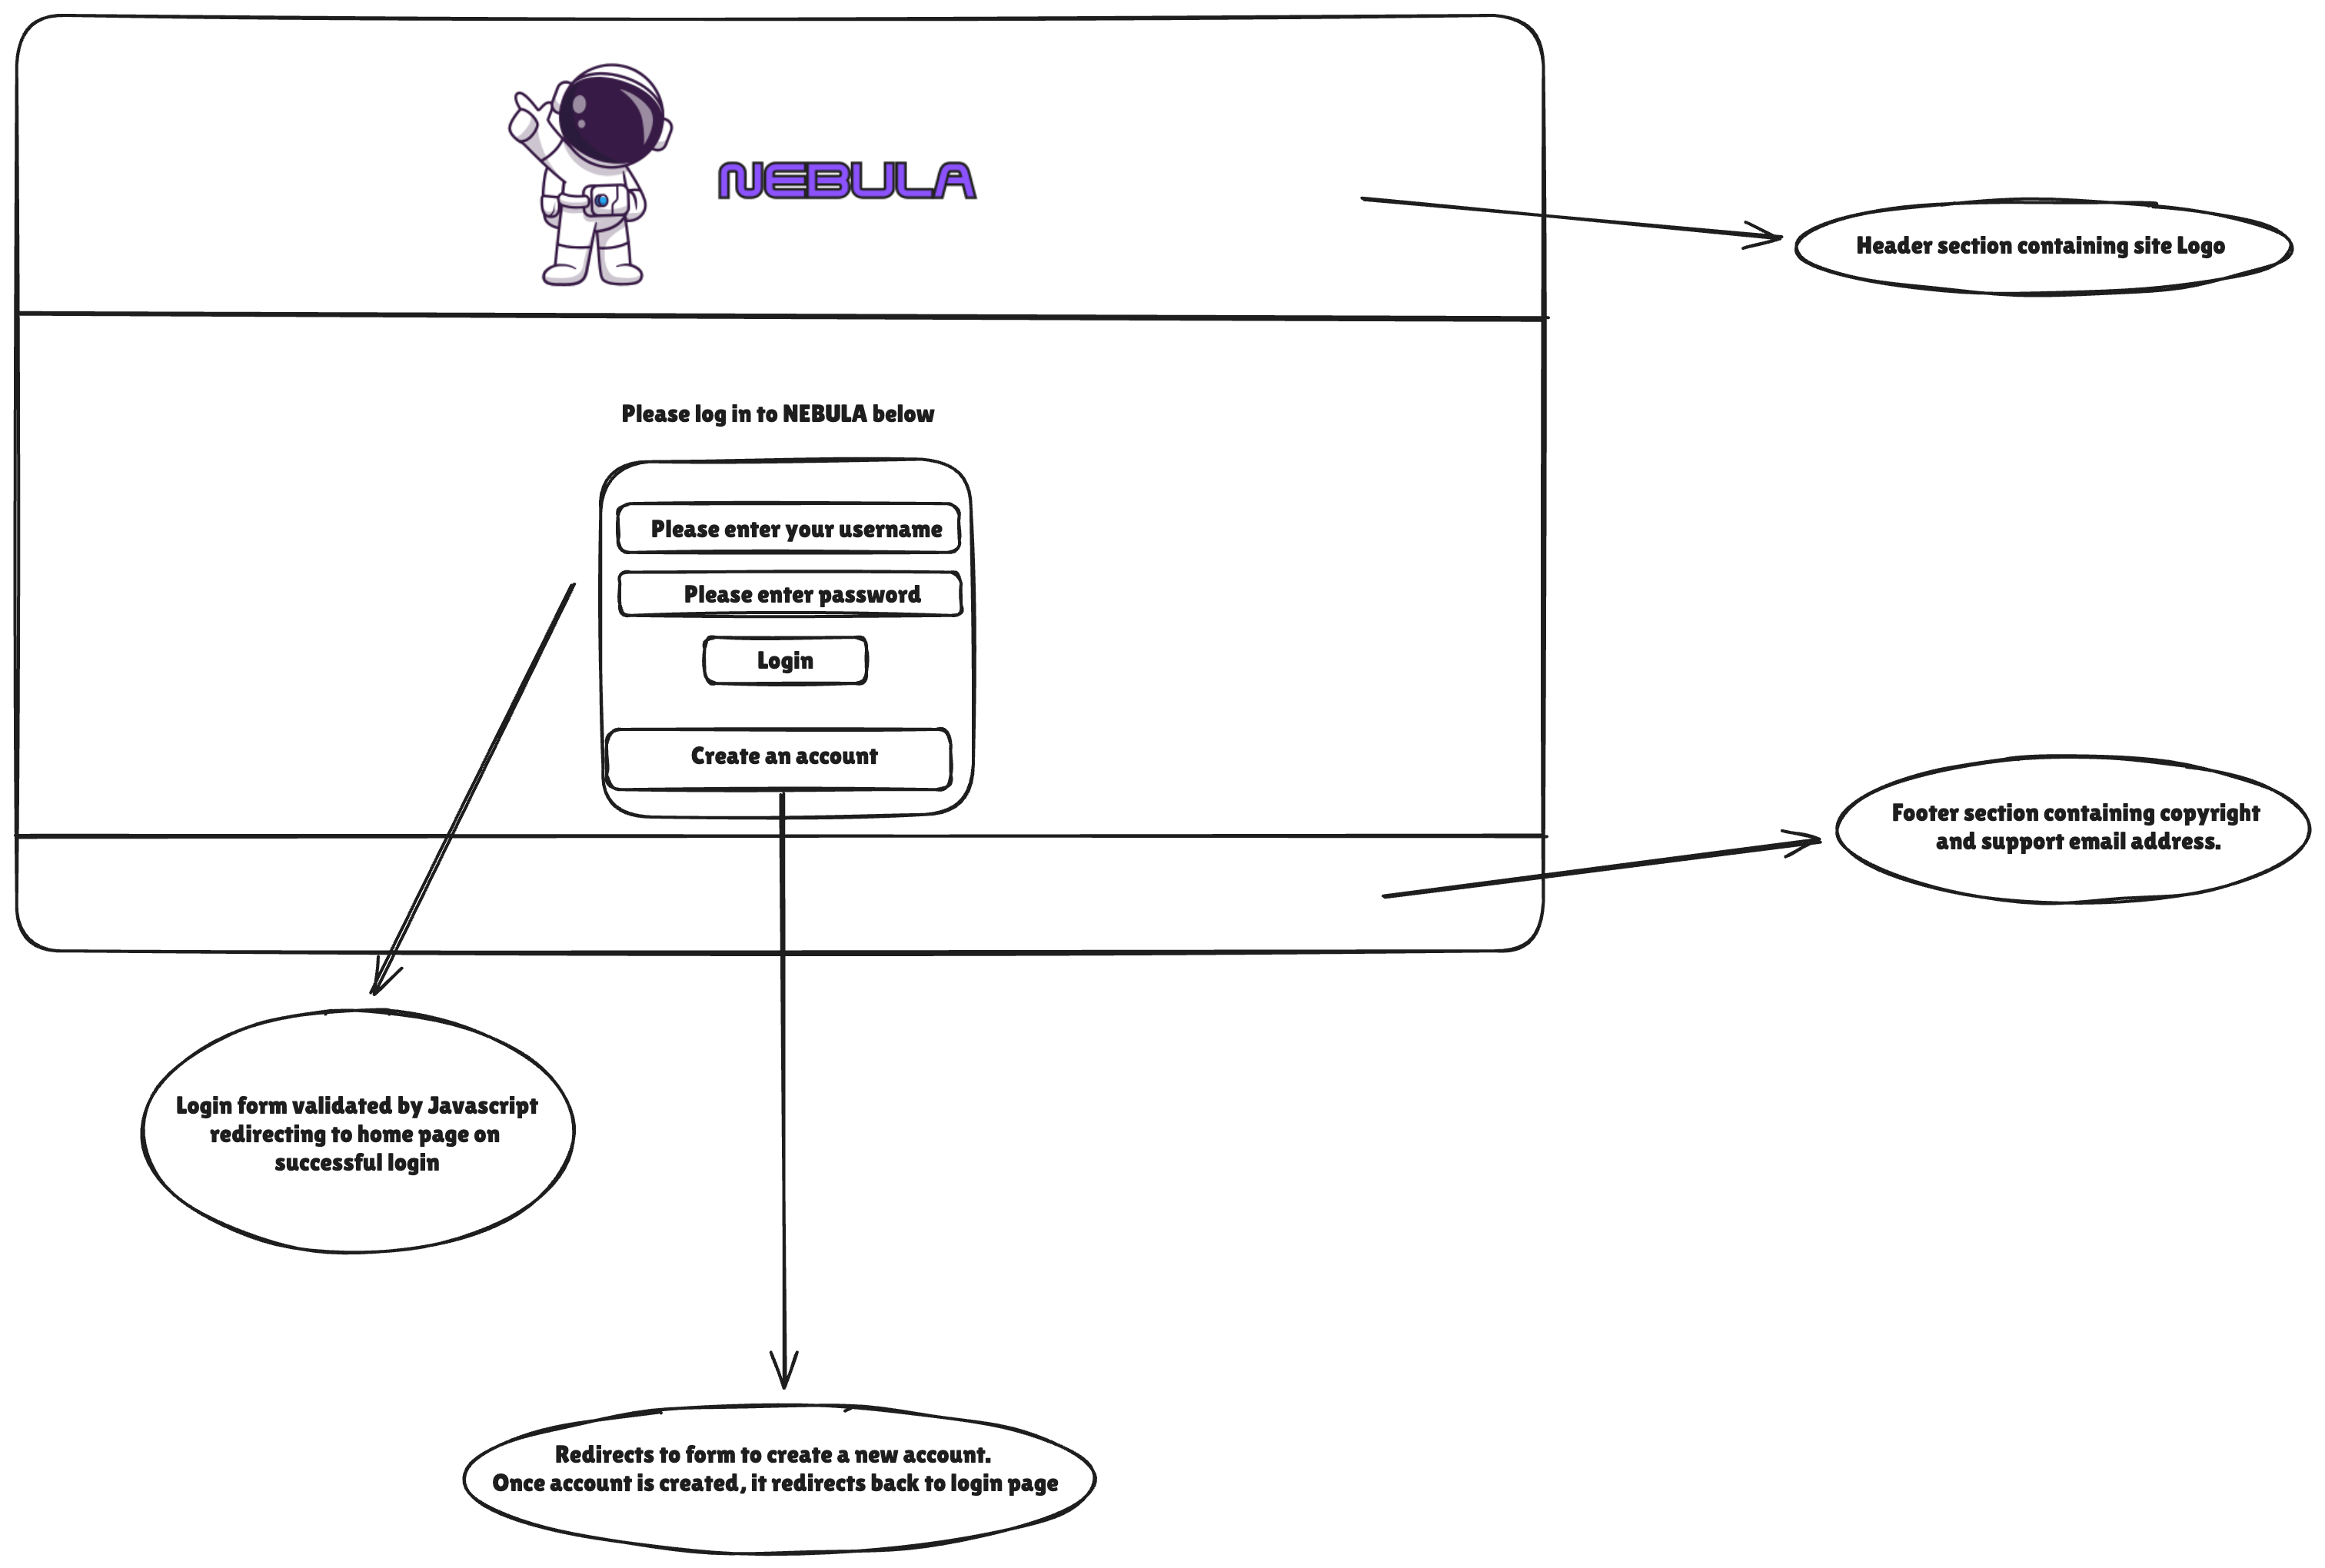 NEBULA
Header section containing site Logo
Please log in to NEBULA below
Please enter your username
Please enter password
Login
Create an account
Footer section containing copyright
and support email address.
Login form validated by Javascript
redirecting to home page on
successful login
Redirects to form to create a new account.
Once account is created, it redirects back to login page